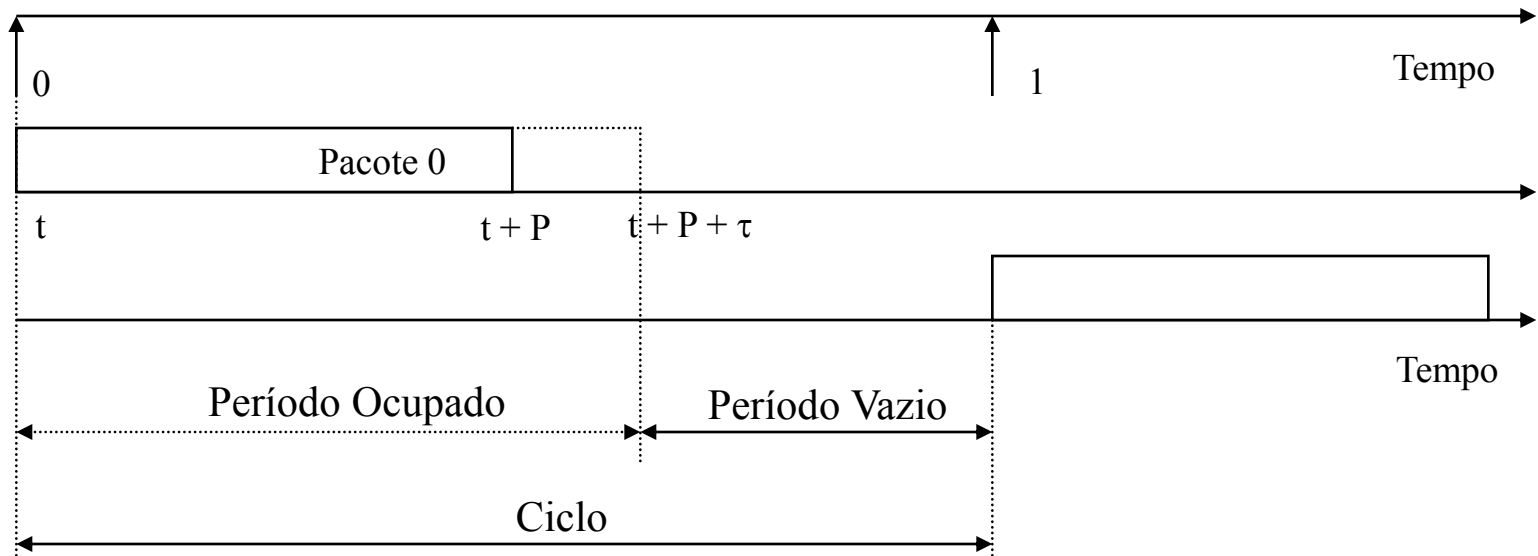 0
1
Tempo
Pacote 0
t
t + P
t + P + τ
Tempo
Período Ocupado
Período Vazio
Ciclo